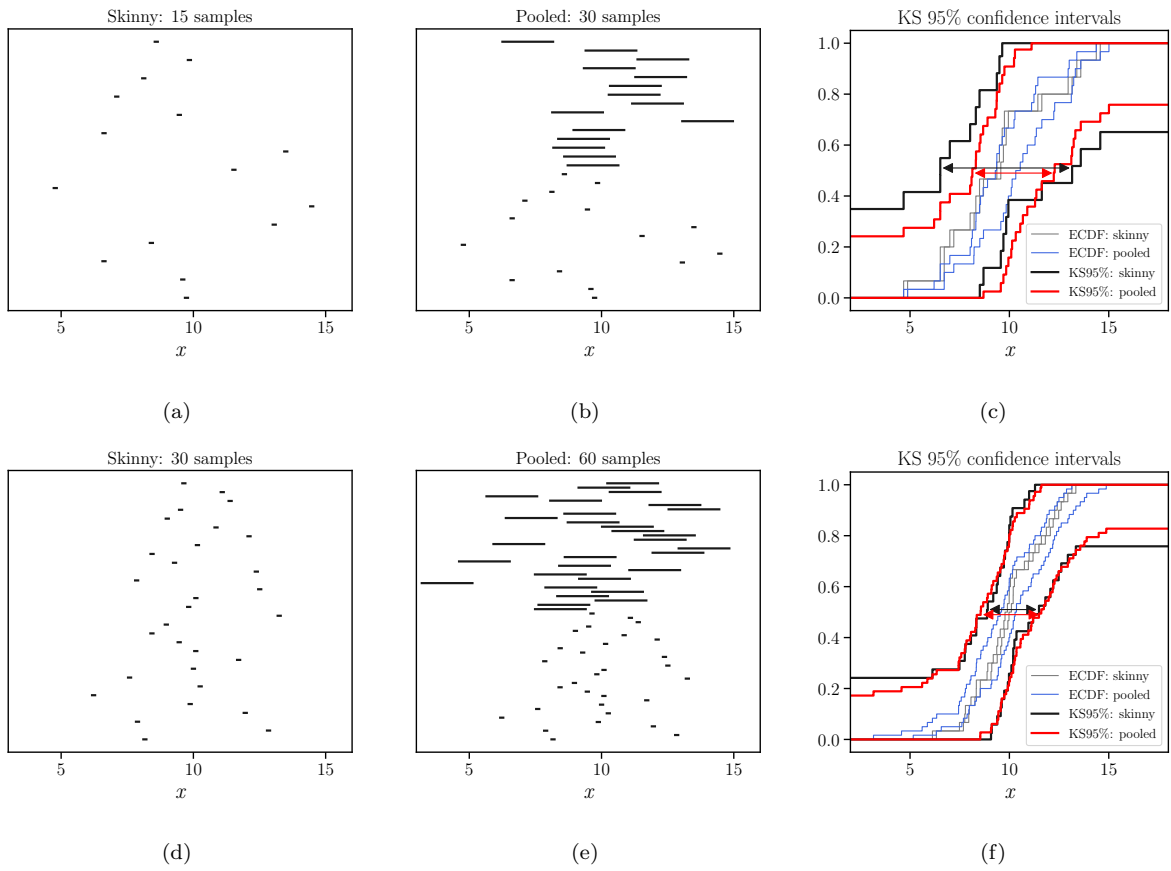 Skinny: 15 samples
5
10
15
x
(a)
Pooled: 30 samples
5
10
15
x
(b)
KS 95% confidence intervals
1.0
0.8
0.6
0.4
0.2
0.0
ECDF: skinny
ECDF: pooled
KS95%: skinny
KS95%: pooled
5
10
15
x
(c)
Skinny: 30 samples
5
10
15
x
(d)
Pooled: 60 samples
5
10
15
x
(e)
KS 95% confidence intervals
1.0
0.8
0.6
0.4
0.2
0.0
ECDF: skinny
ECDF: pooled
KS95%: skinny
KS95%: pooled
5
10
15
x
(f)